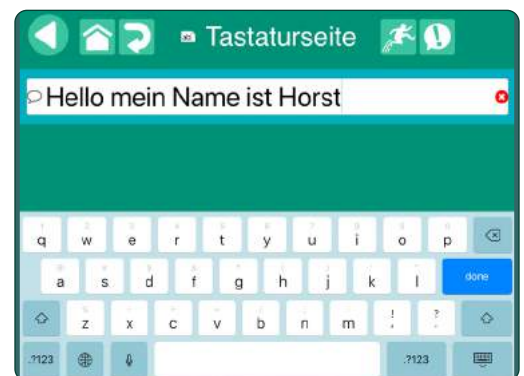 Tastaturseite
Hello mein Name ist Horst
q w e r t y u i o p
a s d f g h j k l done
z x c v b n m ! , ? .
.?123 .?123